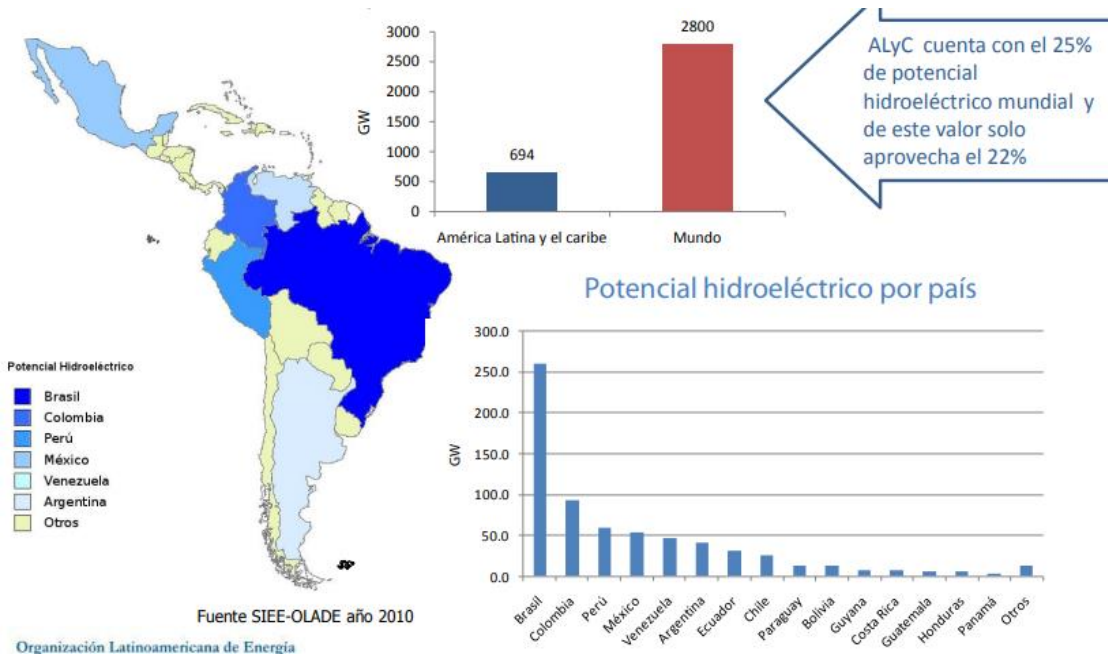 3000
2500
2000
1500
1000
500
0
GW
694
2800
América Latina y el caribe
Mundo
ALyC cuenta con el 25%
de potencial
hidroeléctrico mundial y
de este valor solo
aprovecha el 22%
Potencial hidroeléctrico por país
300.0
250.0
200.0
150.0
100.0
50.0
0.0
GW
Brasil
Colombia
Perú
México
Venezuela
Argentina
Ecuador
Chile
Paraguay
Bolivia
Guyana
Costa Rica
Guatemala
Honduras
Panamá
Otros
Potencial Hidroeléctrico
Brasil
Colombia
Perú
México
Venezuela
Argentina
Otros
Fuente SIEE-OLADE año 2010
Organización Latinoamericana de Energía